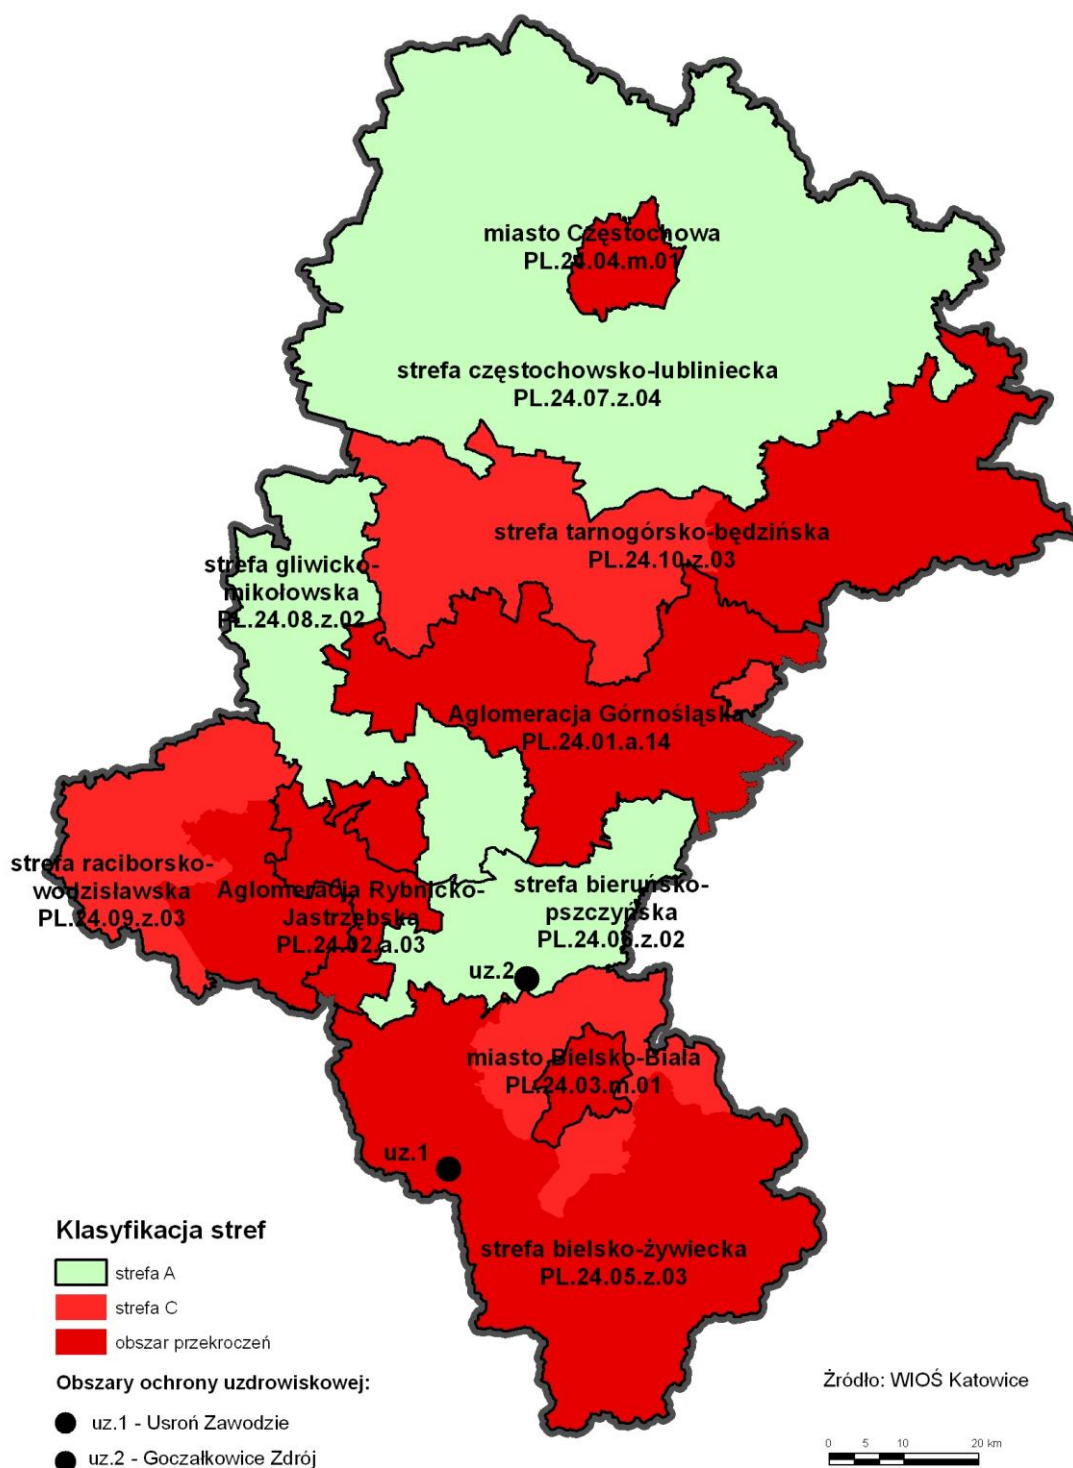 miasto Częstochowa
PL.24.04.m.01
strefa częstochowsko-lubliniecka
PL.24.07.z.04
strefa tarnogórsko-będzińska
PL.24.10.z.03
strefa gliwicko-
mikołowska
PL.24.08.z.02
Aglomeracja Górnośląska
PL.24.01.a.14
strefa raciborsko-
wodzisławska
PL.24.09.z.03
Aglomeracja Rybnicko-
Jastrzębska
PL.24.02.a.03
strefa bieruńsko-
pszczyńska
PL.24.06.z.02
uz.2
miasto Bielsko-Biała
PL.24.03.m.01
uz.1
strefa bielsko-żywiecka
PL.24.05.z.03
Klasyfikacja stref
strefa A
strefa C
obszar przekroczeń
Obszary ochrony uzdrowiskowej:
uz.1 - Usroń Zawodzie
uz.2 - Goczałkowice Zdrój
Źródło: WIOŚ Katowice
0 5 10 20 km